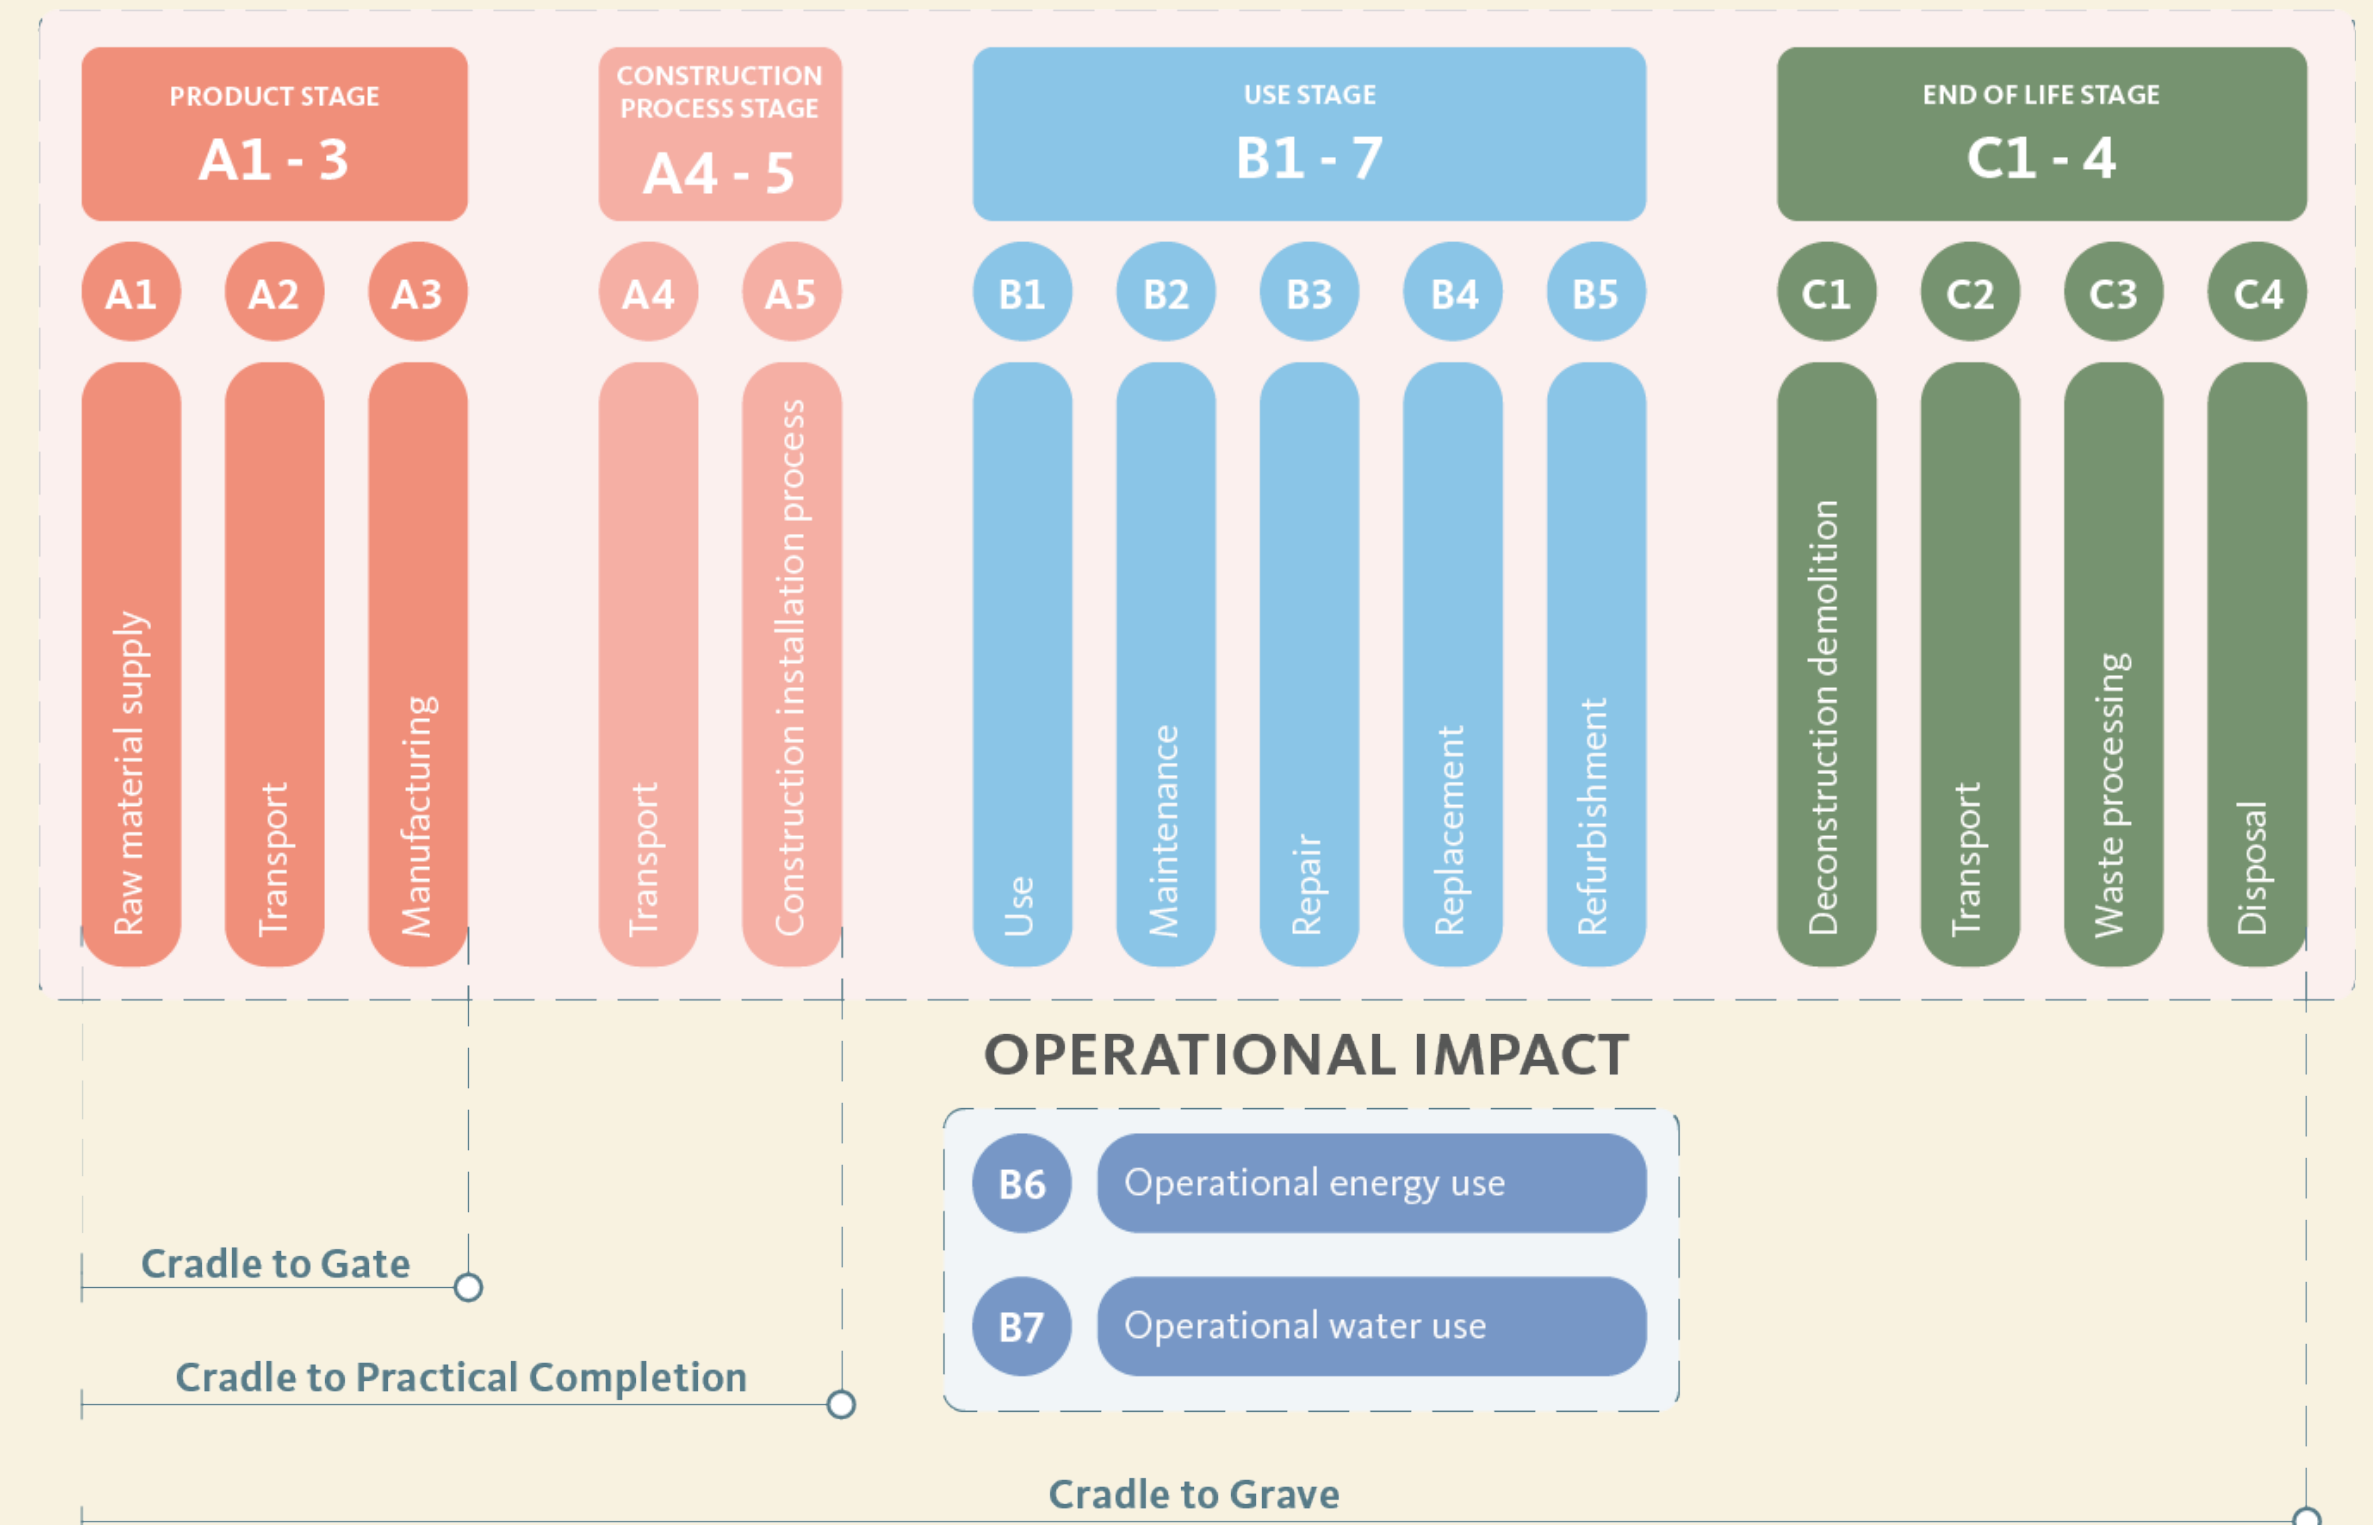 PRODUCT STAGE
A1 - 3
CONSTRUCTION
PROCESS STAGE
A4 - 5
USE STAGE
B1 - 7
END OF LIFE STAGE
C1 - 4
A1
A2
A3
A4
A5
B1
B2
B3
B4
B5
C1
C2
C3
C4
Raw material supply
Transport
Manufacturing
Transport
Construction installation process
Use
Maintenance
Repair
Replacement
Refurbishment
Deconstruction demolition
Transport
Waste processing
Disposal
OPERATIONAL IMPACT
B6
Operational energy use
B7
Operational water use
Cradle to Gate
Cradle to Practical Completion
Cradle to Grave